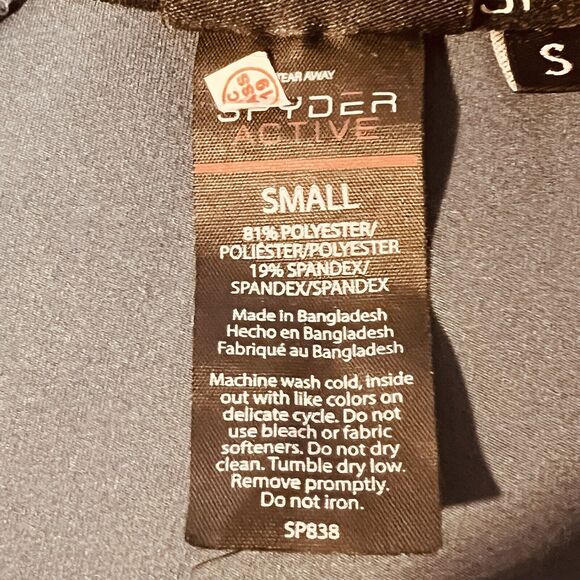 TEAR AWAY
SPYDER
ACTIVE
S
SMALL
81% POLYESTER/
POLIÉSTER/POLYESTER
19% SPANDEX/
SPANDEX/SPANDEX
Made in Bangladesh
Hecho en Bangladesh
Fabriqué au Bangladesh
Machine wash cold, inside
out with like colors on
delicate cycle. Do not
use bleach or fabric
softeners. Do not dry
clean. Tumble dry low.
Remove promptly.
Do not iron.
SP838